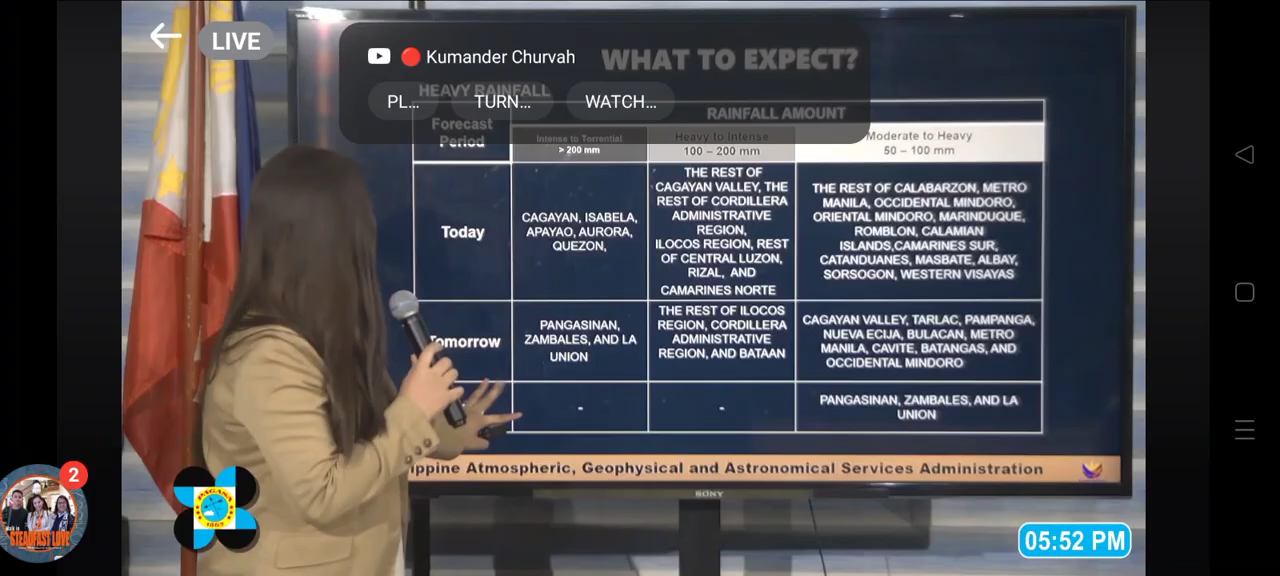 LIVE
Kumander Churvah
PL...
TURN...
WATCH...
WHAT TO EXPECT?
HEAVY RAINFALL
Forecast
Period
RAINFALL AMOUNT
Intense to Torrential
> 200 mm
Heavy to Intense
100 – 200 mm
Moderate to Heavy
50 – 100 mm
Today
CAGAYAN, ISABELA,
APAYAO, AURORA,
QUEZON,
THE REST OF
CAGAYAN VALLEY, THE
REST OF CORDILLERA
ADMINISTRATIVE
REGION,
ILOCOS REGION, REST
OF CENTRAL LUZON,
RIZAL, AND
CAMARINES NORTE
THE REST OF CALABARZON, METRO
MANILA, OCCIDENTAL MINDORO,
ORIENTAL MINDORO, MARINDUQUE,
ROMBLON, CALAMIAN
ISLANDS,CAMARINES SUR,
CATANDUANES, MASBATE, ALBAY,
SORSOGON, WESTERN VISAYAS
Tomorrow
PANGASINAN,
ZAMBALES, AND LA
UNION
THE REST OF ILOCOS
REGION, CORDILLERA
ADMINISTRATIVE
REGION, AND BATAAN
CAGAYAN VALLEY, TARLAC, PAMPANGA,
NUEVA ECIJA, BULACAN, METRO
MANILA, CAVITE, BATANGAS, AND
OCCIDENTAL MINDORO
-
-
PANGASINAN, ZAMBALES, AND LA
UNION
ippine Atmospheric, Geophysical and Astronomical Services Administration
SONY
2
STEADFAST LOVE
PAGASA
1865
05:52 PM